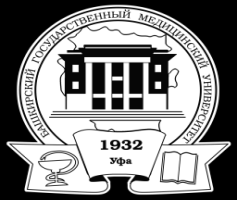 БАШКИРСКИЙ ГОСУДАРСТВЕННЫЙ МЕДИЦИНСКИЙ УНИВЕРСИТЕТ
1932
Уфа